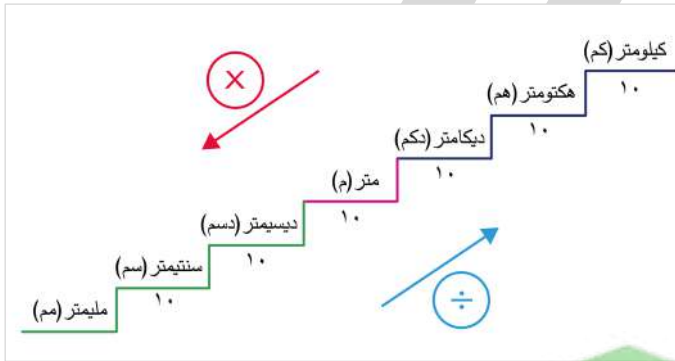 كيلومتر (كم)
١٠
هكتومتر (هم)
١٠
ديكامتر (دكم)
١٠
متر (م)
١٠
ديسيمتر (دسم)
١٠
سنتيمتر (سم)
١٠
مليمتر (مم)
×
÷